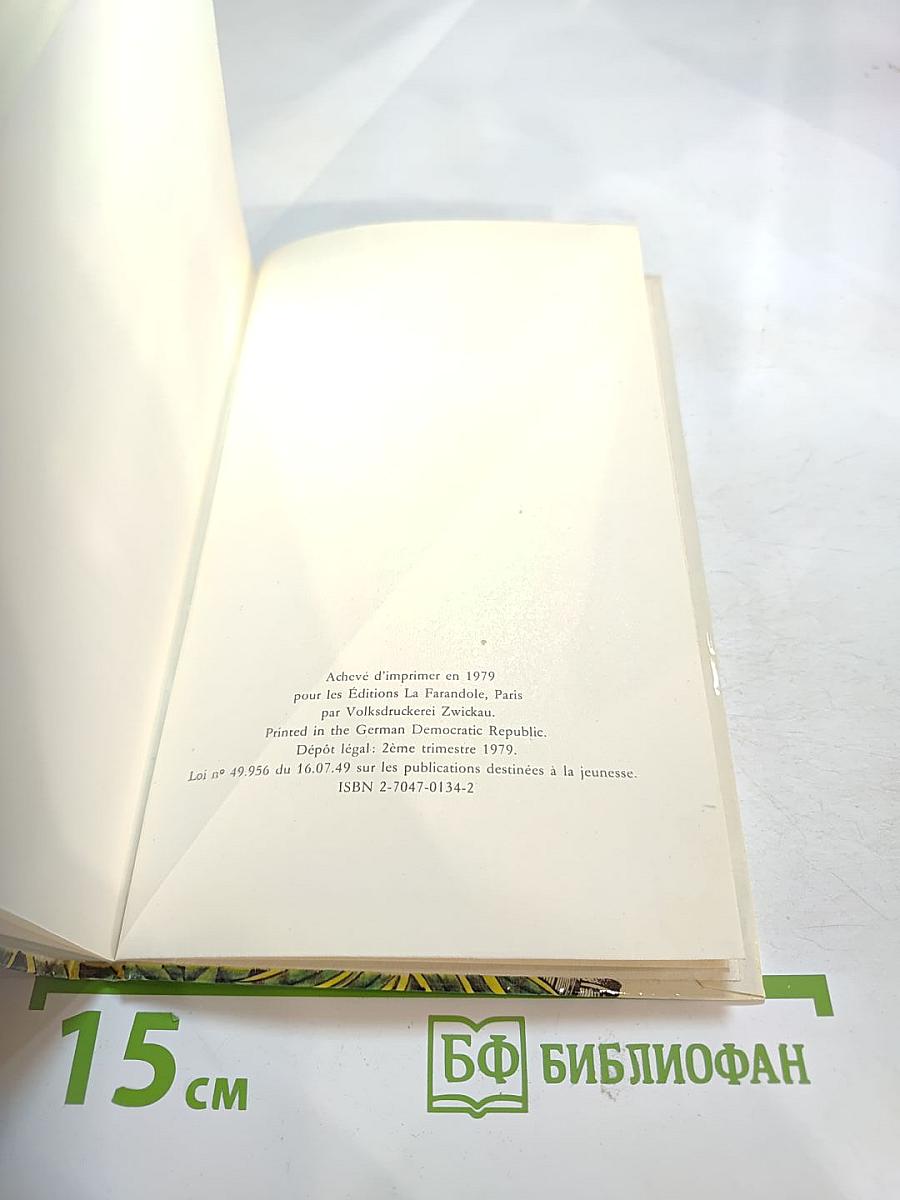 Achevé d'imprimer en 1979
pour les Éditions La Farandole, Paris
par Volksdruckerei Zwickau.
Printed in the German Democratic Republic.
Dépôt légal: 2ème trimestre 1979.
Loi nº 49.956 du 16.07.49 sur les publications destinées à la jeunesse.
ISBN 2-7047-0134-2
15 см
БФ БИБЛИОФАН